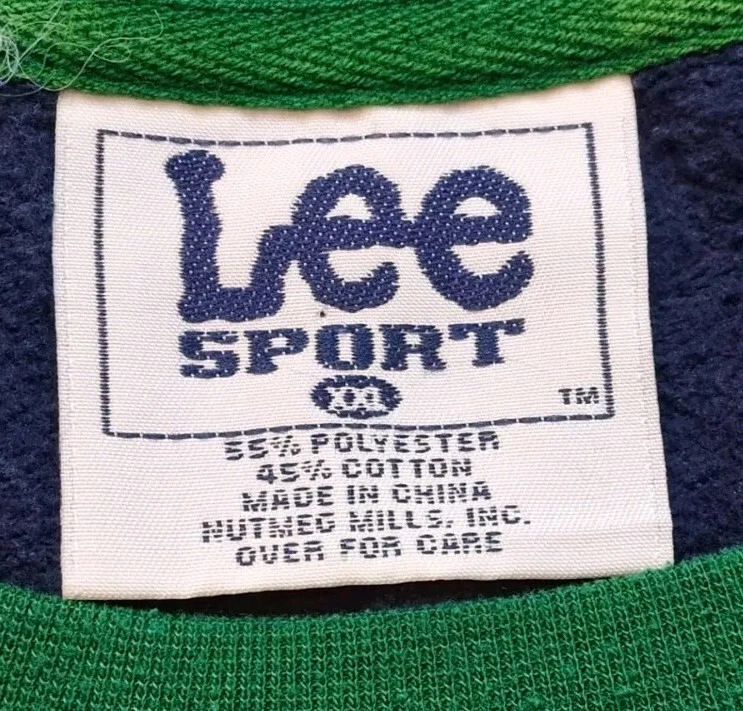 Lee
SPORT
XXL
TM
55% POLYESTER
45% COTTON
MADE IN CHINA
NUTMEG MILLS, INC.
OVER FOR CARE